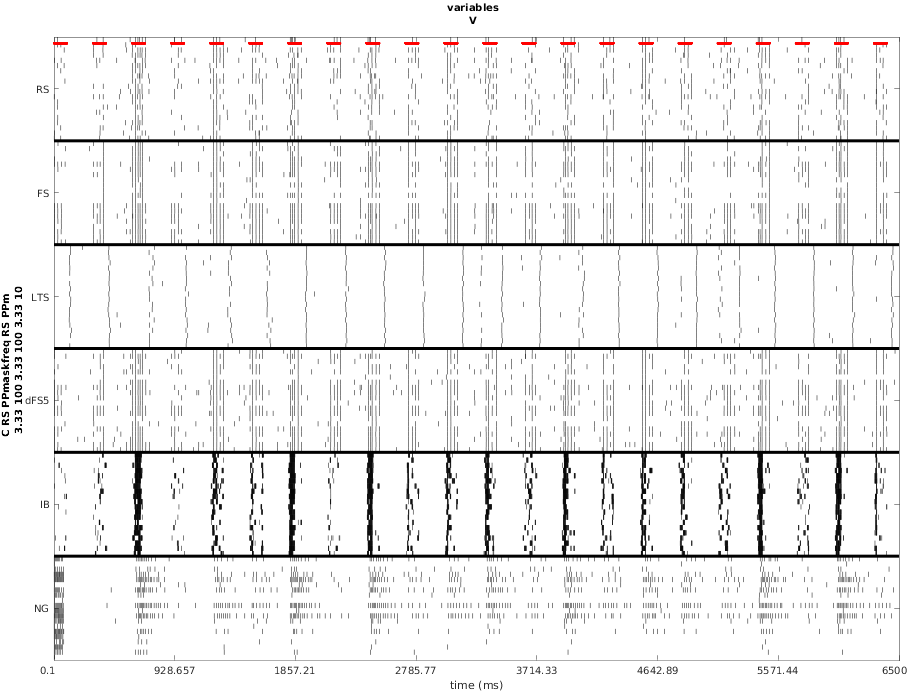 variables
V
C RS PPmaskfreq RS PPm
3.33 100 3.333 100 3.33 10
RS
FS
LTS
dFS5
IB
NG
0.1 928.657 1857.21 2785.77 3714.33 4642.89 5571.44 6500
time (ms)